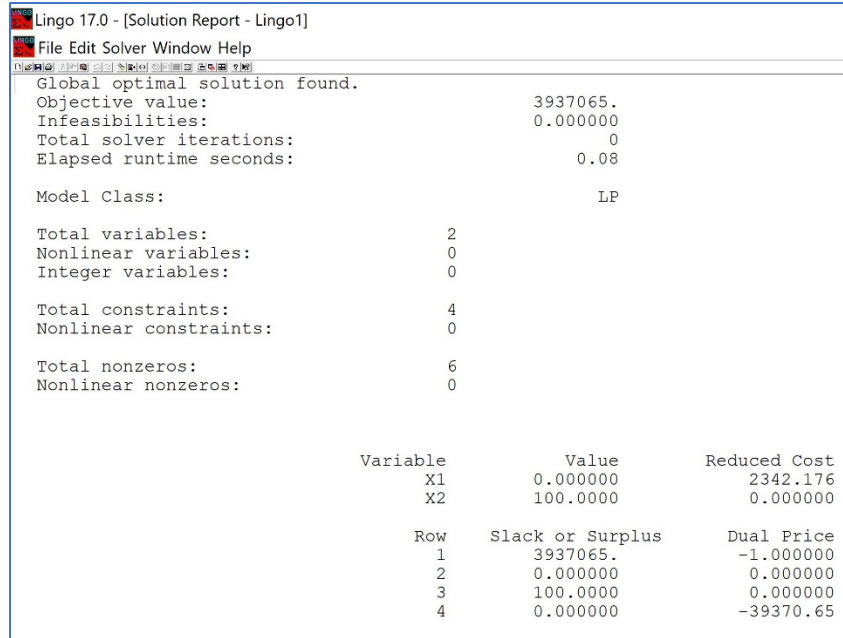 Lingo 17.0 - [Solution Report - Lingo1]
File Edit Solver Window Help
Global optimal solution found.
Objective value: 3937065.
Infeasibilities: 0.000000
Total solver iterations: 0
Elapsed runtime seconds: 0.08
Model Class: LP
Total variables: 2
Nonlinear variables: 0
Integer variables: 0
Total constraints: 4
Nonlinear constraints: 0
Total nonzeros: 6
Nonlinear nonzeros: 0
Variable Value Reduced Cost
X1 0.000000 2342.176
X2 100.0000 0.000000
Row Slack or Surplus Dual Price
1 3937065. -1.000000
2 0.000000 0.000000
3 100.0000 0.000000
4 0.000000 -39370.65